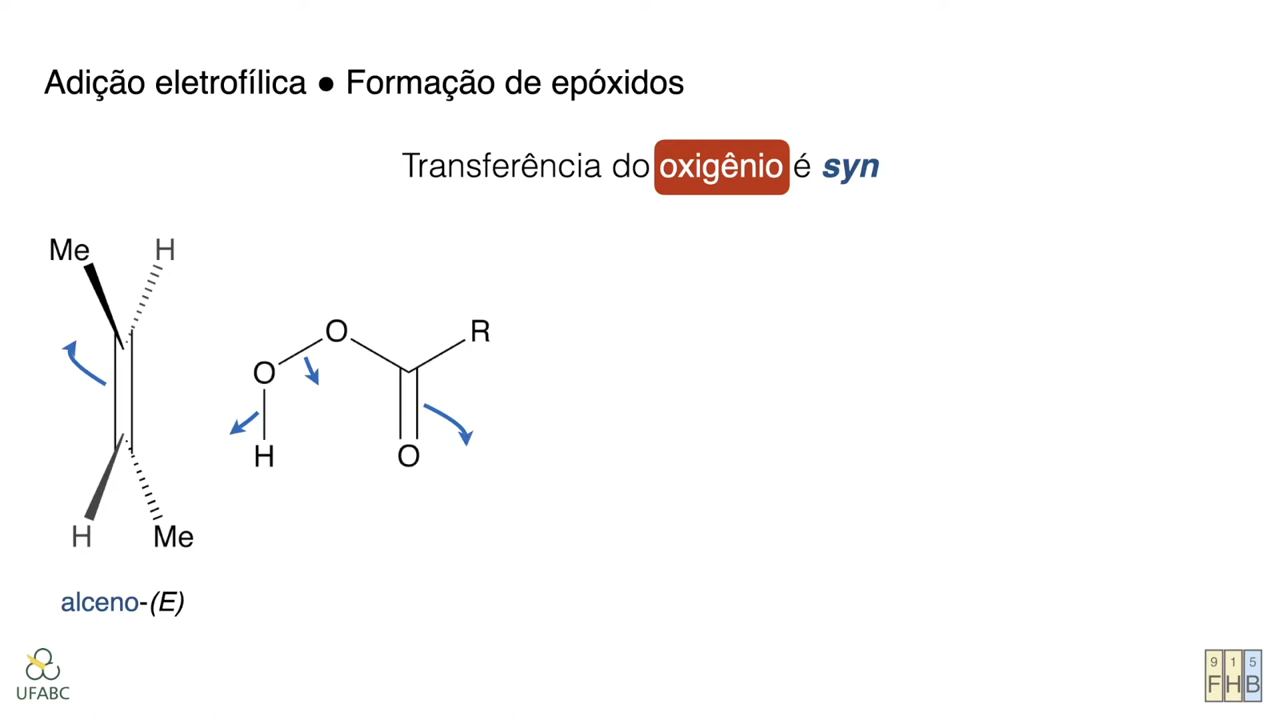 Adição eletrofílica ● Formação de epóxidos
Transferência do oxigênio é syn
Me H
O R
O
H O
H Me
alceno-(E)
UFABC
9 1 5
F H B